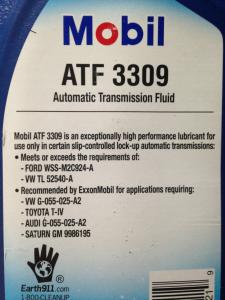 Mobil
ATF 3309
Automatic Transmission Fluid
Mobil ATF 3309 is an exceptionally high performance lubricant for
use only in certain slip-controlled lock-up automatic transmissions:
• Meets or exceeds the requirements of:
- FORD WSS-M2C924-A
- VW TL 52540-A
• Recommended by ExxonMobil for applications requiring:
- VW G-055-025-A2
- TOYOTA T-IV
- AUDI G-055-025-A2
- SATURN GM 9986195
Earth911.com
1-800-CLEANUP